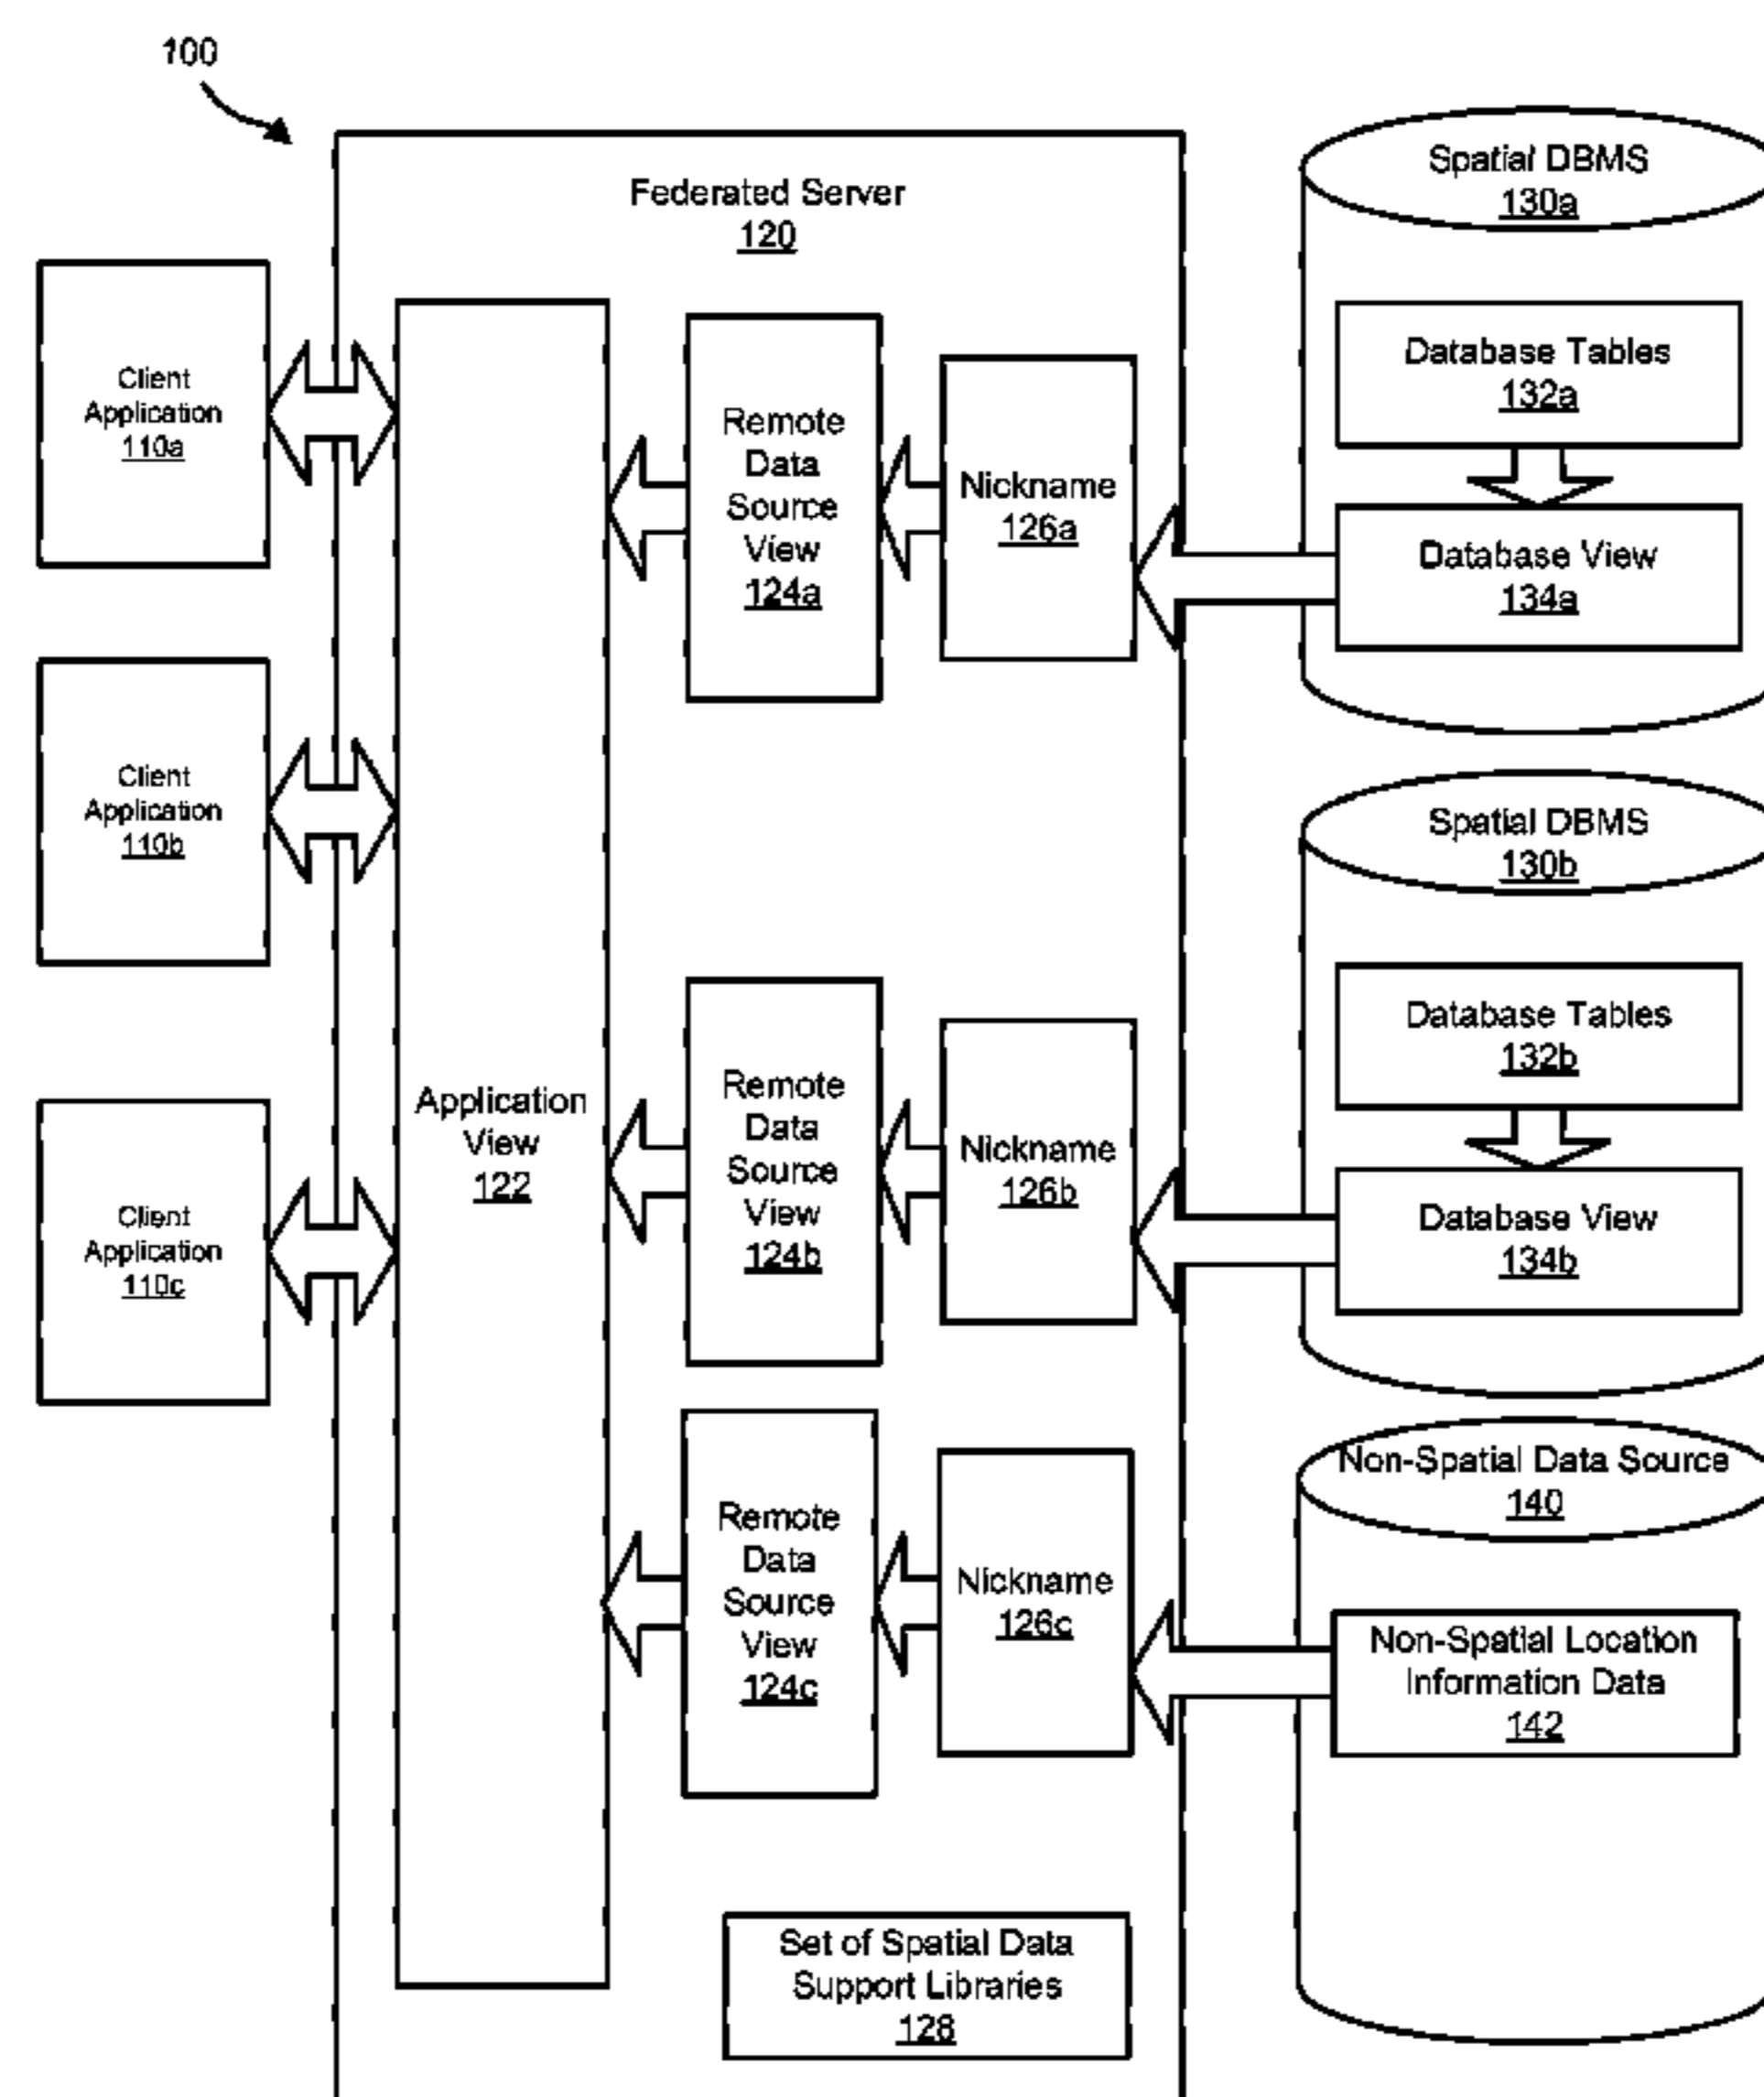 100
Federated Server
120
Client
Application
110a
Client
Application
110b
Client
Application
110c
Application
View
122
Remote
Data
Source
View
124a
Nickname
126a
Remote
Data
Source
View
124b
Nickname
126b
Remote
Data
Source
View
124c
Nickname
126c
Set of Spatial Data
Support Libraries
128
Spatial DBMS
130a
Database Tables
132a
Database View
134a
Spatial DBMS
130b
Database Tables
132b
Database View
134b
Non-Spatial Data Source
140
Non-Spatial Location
Information Data
142